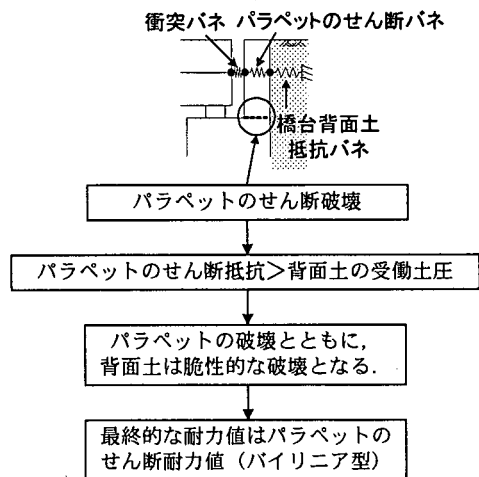 衝突バネ パラペットのせん断バネ
橋台背面土
抵抗バネ
パラペットのせん断破壊
パラペットのせん断抵抗＞背面土の受働土圧
パラペットの破壊とともに，
背面土は脆性的な破壊となる．
最終的な耐力値はパラペットの
せん断耐力値（バイリニア型）